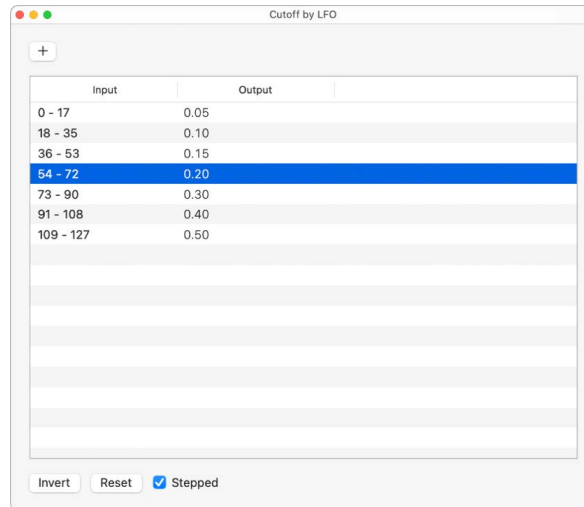 Cutoff by LFO
+
Input Output
0 - 17 0.05
18 - 35 0.10
36 - 53 0.15
54 - 72 0.20
73 - 90 0.30
91 - 108 0.40
109 - 127 0.50
Invert Reset Stepped